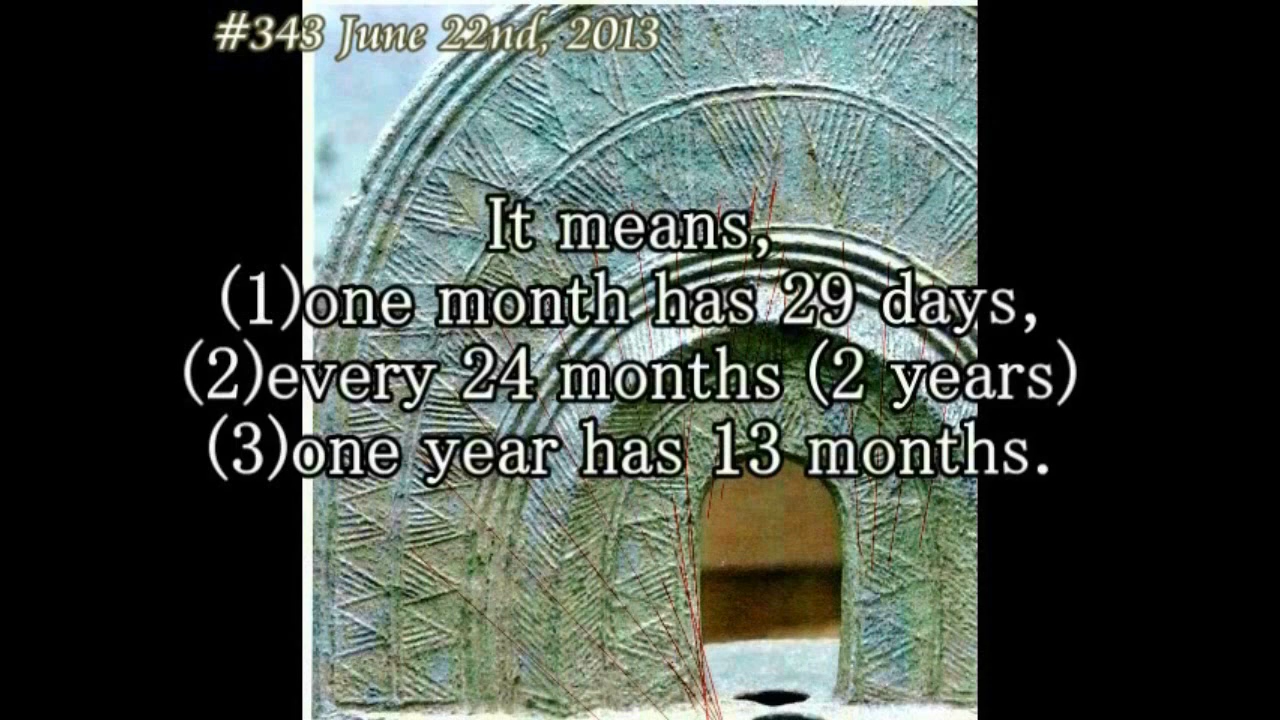 #343 June 22nd, 2013
It means,
(1)one month has 29 days,
(2)every 24 months (2 years)
(3)one year has 13 months.